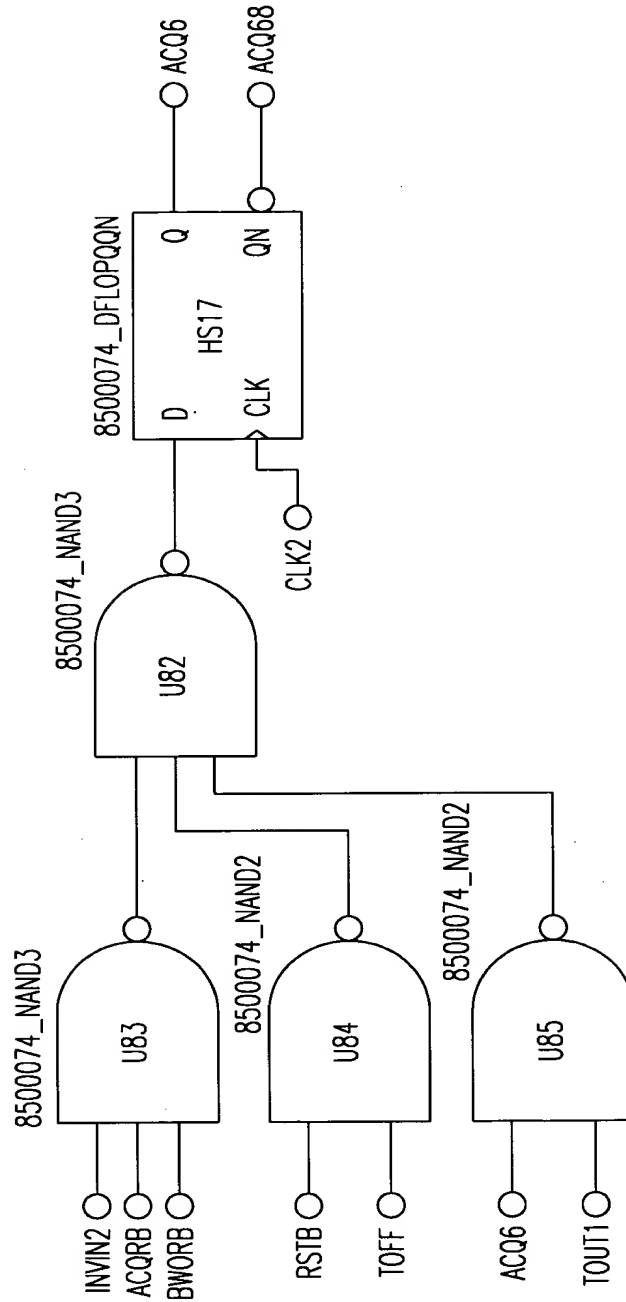 8500074_NAND3
U83
INVIN2
ACQRB
BWORB
8500074_NAND2
U84
RSTB
TOFF
8500074_NAND2
U85
ACQ6
TOUT1
8500074_NAND3
U82
8500074_DFLOPQQN
D
Q
HS17
CLK
QN
CLK2
ACQ6
ACQ68